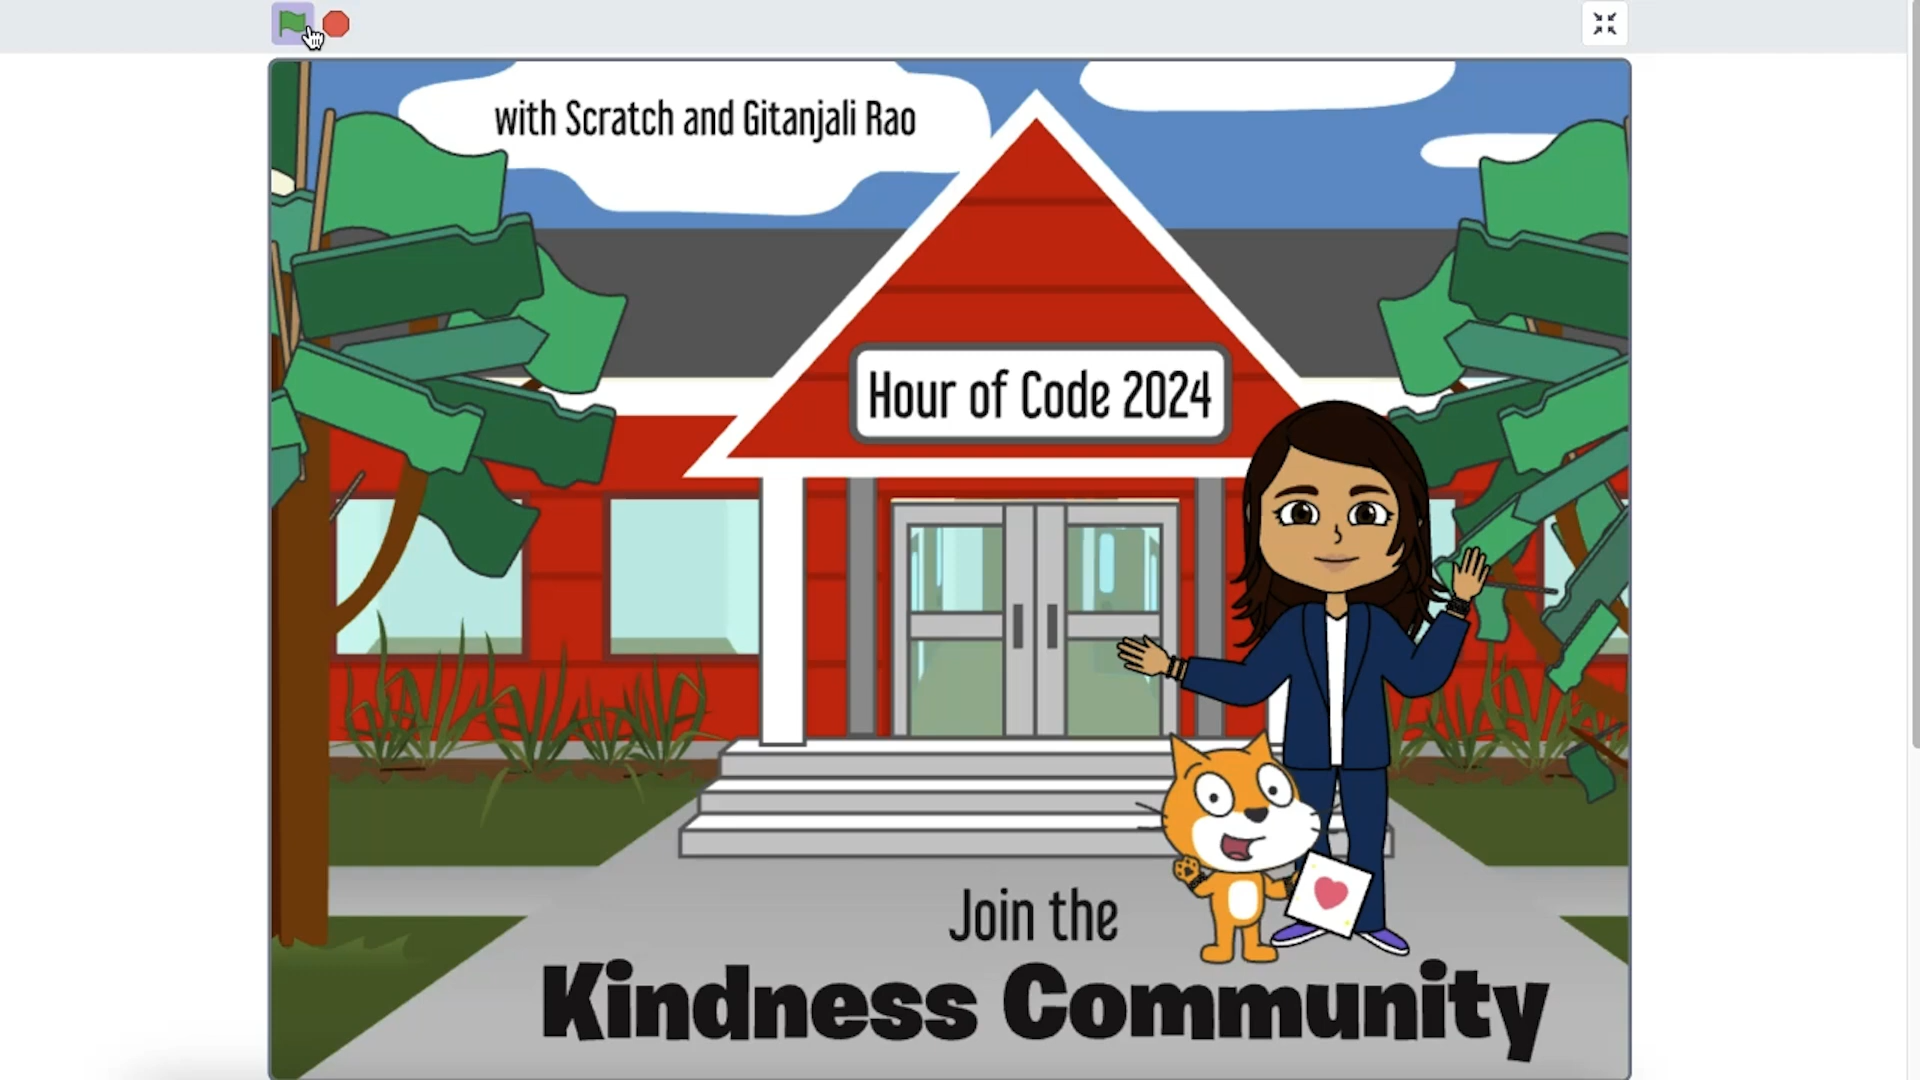 with Scratch and Gitanjali Rao
Hour of Code 2024
Join the
Kindness Community